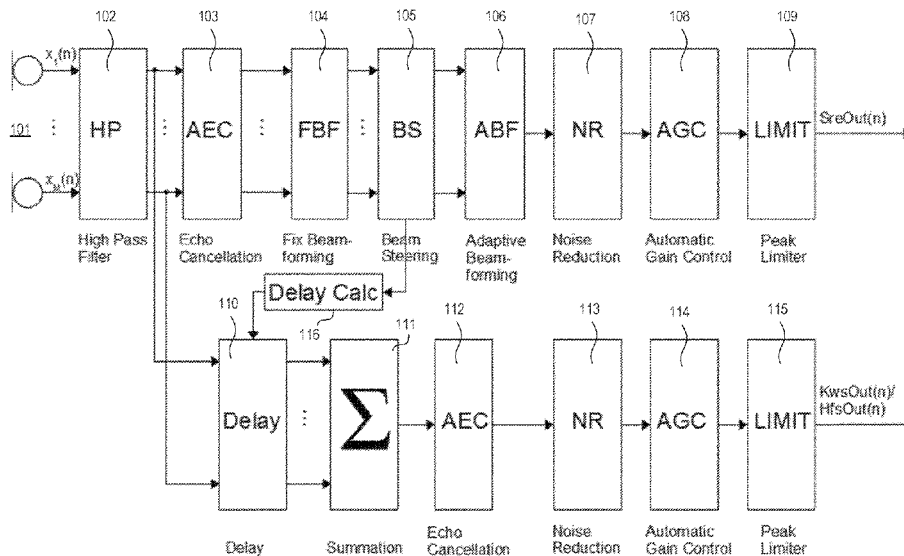 102 103 104 105 106 107 108 109
x1(n)
101
HP AEC FBF BS ABF NR AGC LIMIT
SreOut(n)
xM(n)
High Pass Filter
Echo Cancellation
Fix Beam-forming
Beam Steering
Adaptive Beam-forming
Noise Reduction
Automatic Gain Control
Peak Limiter
110
Delay Calc
116
111
112 113 114 115
KwsOut(n)/
HfsOut(n)
Delay Σ AEC NR AGC LIMIT
Delay
Summation
Echo Cancellation
Noise Reduction
Automatic Gain Control
Peak Limiter